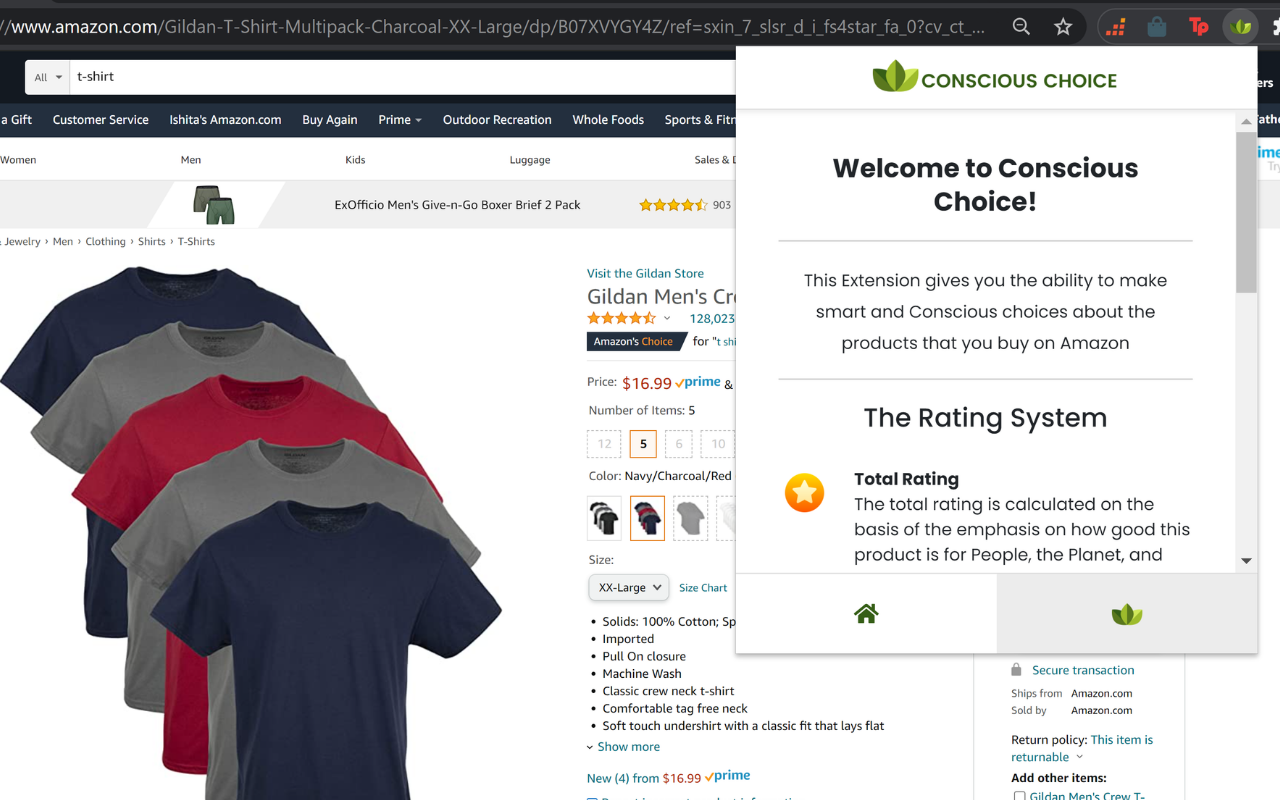 //www.amazon.com/Gildan-T-Shirt-Multipack-Charcoal-XX-Large/dp/B07XVYGY4Z/ref=sxin_7_slsr_d_i_fs4star_fa_0?cv_ct_...
Tp
All
t-shirt
ers
a Gift Customer Service Ishita's Amazon.com Buy Again Prime Outdoor Recreation Whole Foods Sports & Fitn
Women Men Kids Luggage Sales & D
ExOfficio Men's Give-n-Go Boxer Brief 2 Pack 903
& Jewelry › Men › Clothing › Shirts › T-Shirts
Visit the Gildan Store
Gildan Men's Cr
128,023
Amazon's Choice for "t shi
Price: $16.99 prime &
Number of Items: 5
12 5 6 10
Color: Navy/Charcoal/Red
Size:
XX-Large Size Chart
• Solids: 100% Cotton; Sp
• Imported
• Pull On closure
• Machine Wash
• Classic crew neck t-shirt
• Comfortable tag free neck
• Soft touch undershirt with a classic fit that lays flat
Show more
New (4) from $16.99 prime
CONSCIOUS CHOICE
Welcome to Conscious
Choice!
This Extension gives you the ability to make
smart and Conscious choices about the
products that you buy on Amazon
The Rating System
Total Rating
The total rating is calculated on the
basis of the emphasis on how good this
product is for People, the Planet, and
Secure transaction
Ships from Amazon.com
Sold by Amazon.com
Return policy: This item is
returnable
Add other items:
Gildan Men's Crew T-